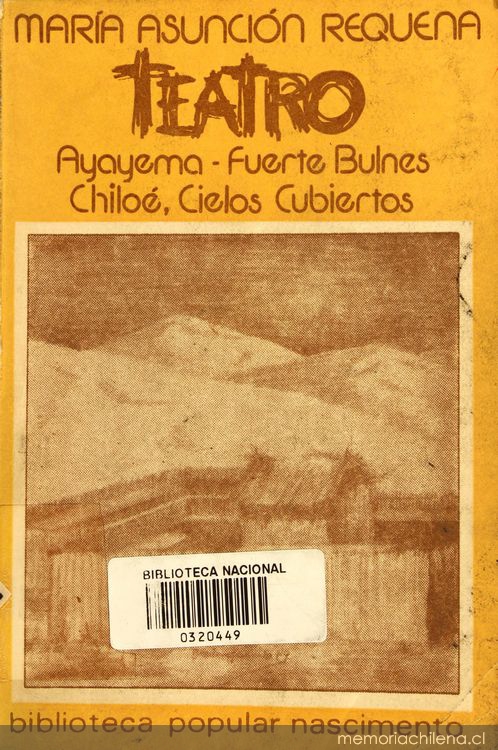 MARÍA ASUNCIÓN REQUENA
TEATRO
Ayayema - Fuerte Bulnes
Chiloé, Cielos Cubiertos
BIBLIOTECA NACIONAL
0320449
biblioteca popular nascimento
memoriachilena.cl